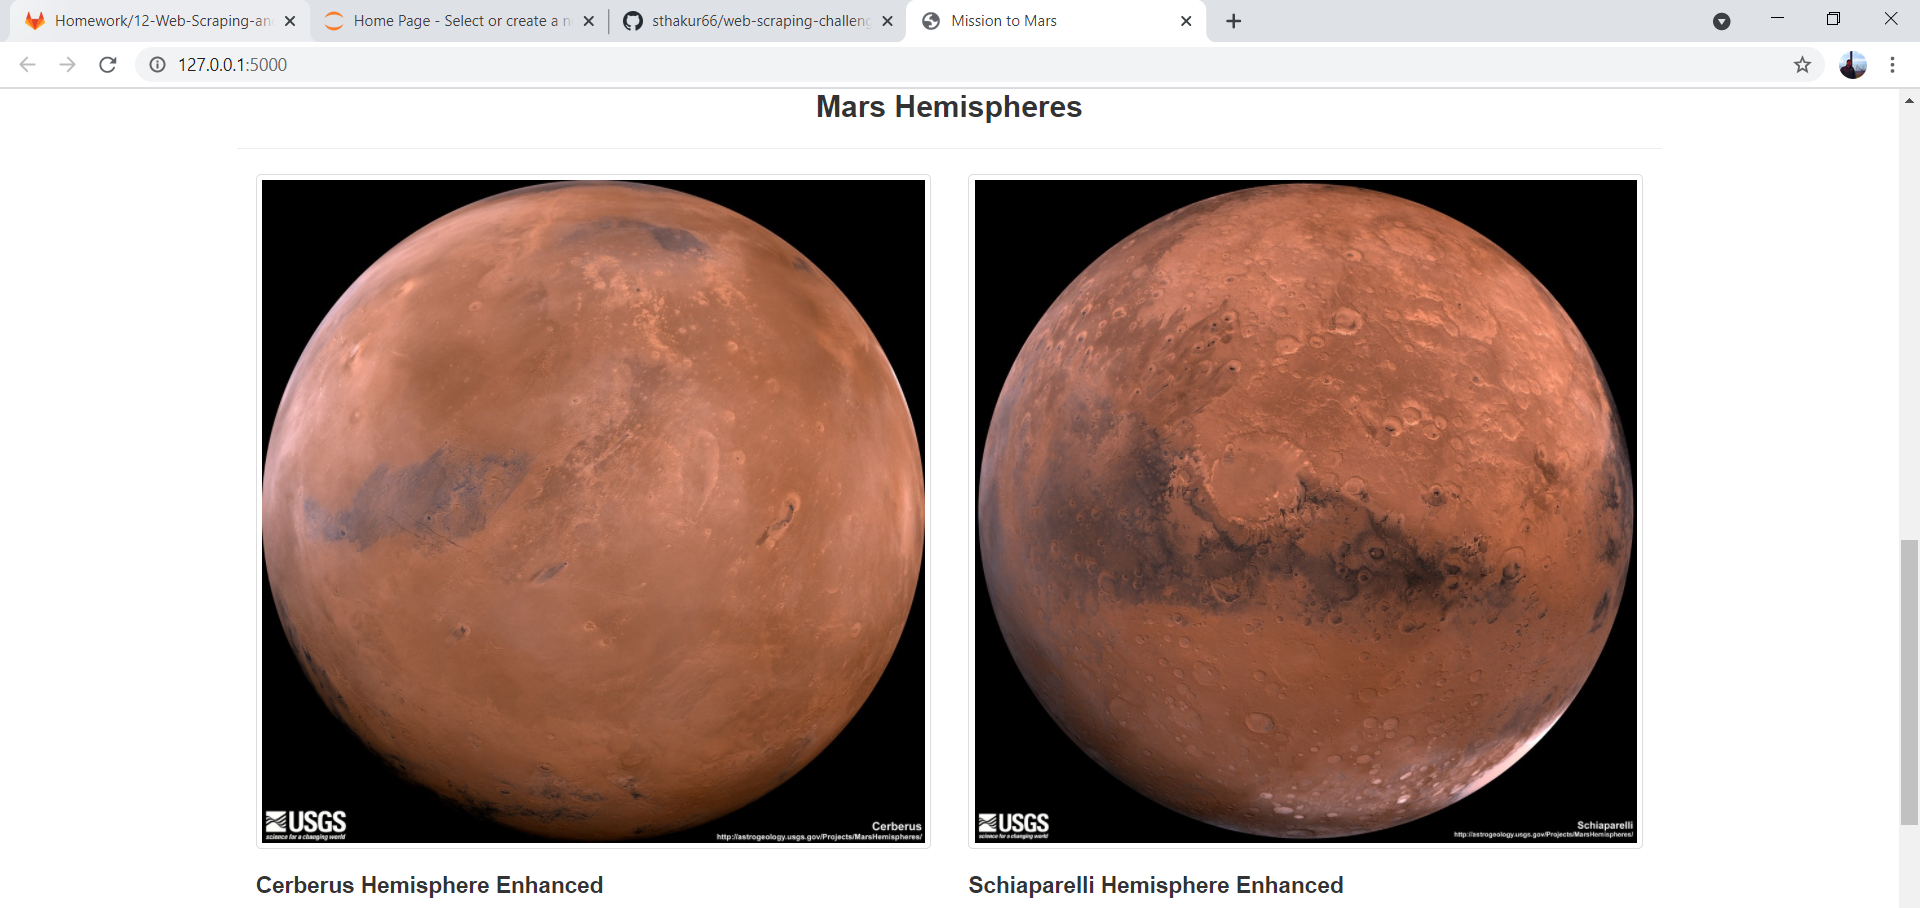 Homework/12-Web-Scraping-an
Home Page - Select or create a n
sthakur66/web-scraping-challeng
Mission to Mars
127.0.0.1:5000
Mars Hemispheres
USGS
science for a changing world
Cerberus
http://astrogeology.usgs.gov/Projects/MarsHemispheres/
USGS
science for a changing world
Schiaparelli
http://astrogeology.usgs.gov/Projects/MarsHemispheres/
Cerberus Hemisphere Enhanced
Schiaparelli Hemisphere Enhanced